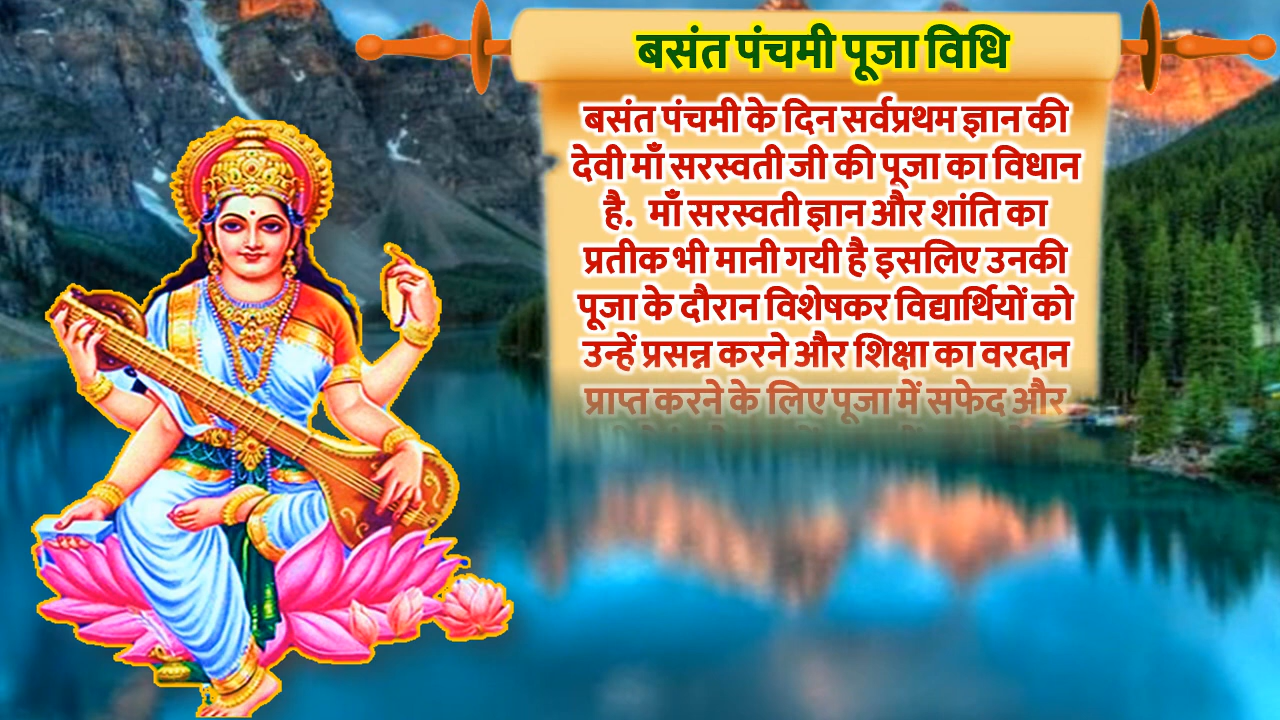 बसंत पंचमी पूजा विधि
बसंत पंचमी के दिन सर्वप्रथम ज्ञान की
देवी माँ सरस्वती जी की पूजा का विधान
है. माँ सरस्वती ज्ञान और शांति का
प्रतीक भी मानी गयी है इसलिए उनकी
पूजा के दौरान विशेषकर विद्यार्थियों को
उन्हें प्रसन्न करने और शिक्षा का वरदान
प्राप्त करने के लिए पूजा में सफेद और